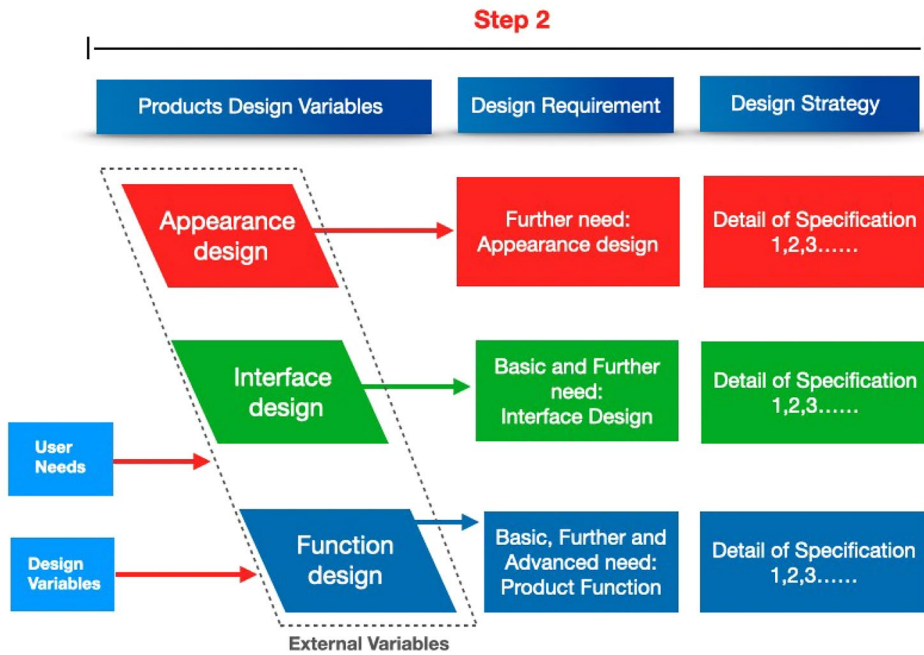 Step 2
Products Design Variables
Design Requirement
Design Strategy
Appearance
design
Further need:
Appearance design
Detail of Specification
1,2,3......
Interface
design
Basic and Further
need:
Interface Design
Detail of Specification
1,2,3......
User
Needs
Function
design
Basic, Further and
Advanced need:
Product Function
Detail of Specification
1,2,3......
Design
Variables
External Variables